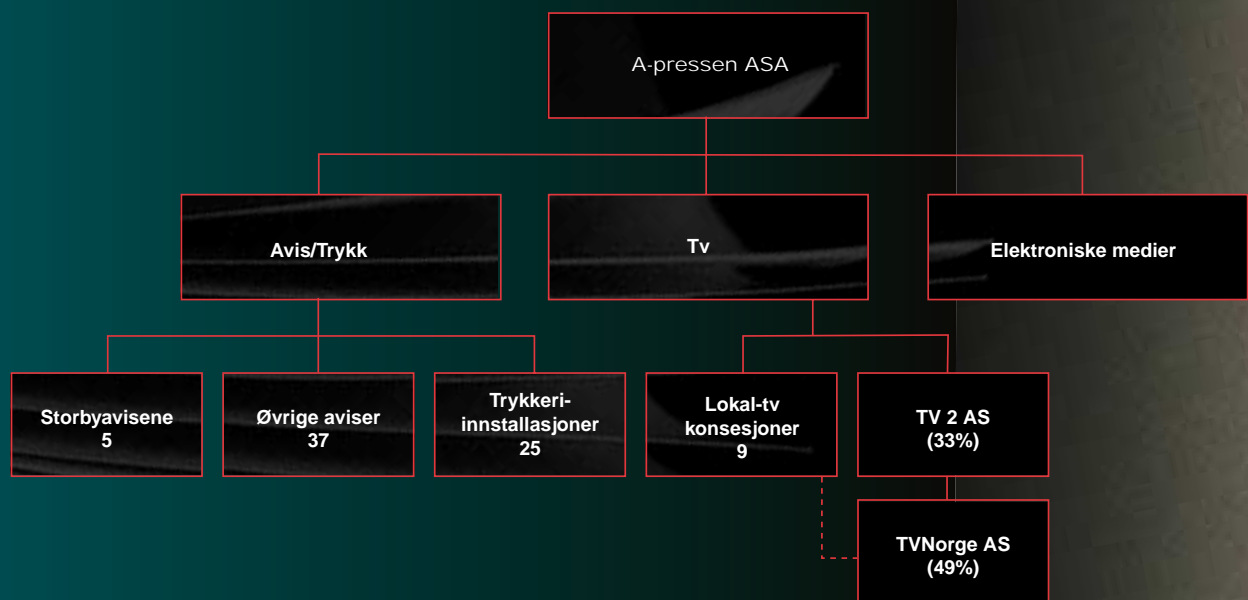 A-pressen ASA
Avis/Trykk
Tv
Elektroniske medier
Storbyavisene
5
Øvrige aviser
37
Trykkeri-
innstallasjoner
25
Lokal-tv
konsesjoner
9
TV 2 AS
(33%)
TVNorge AS
(49%)